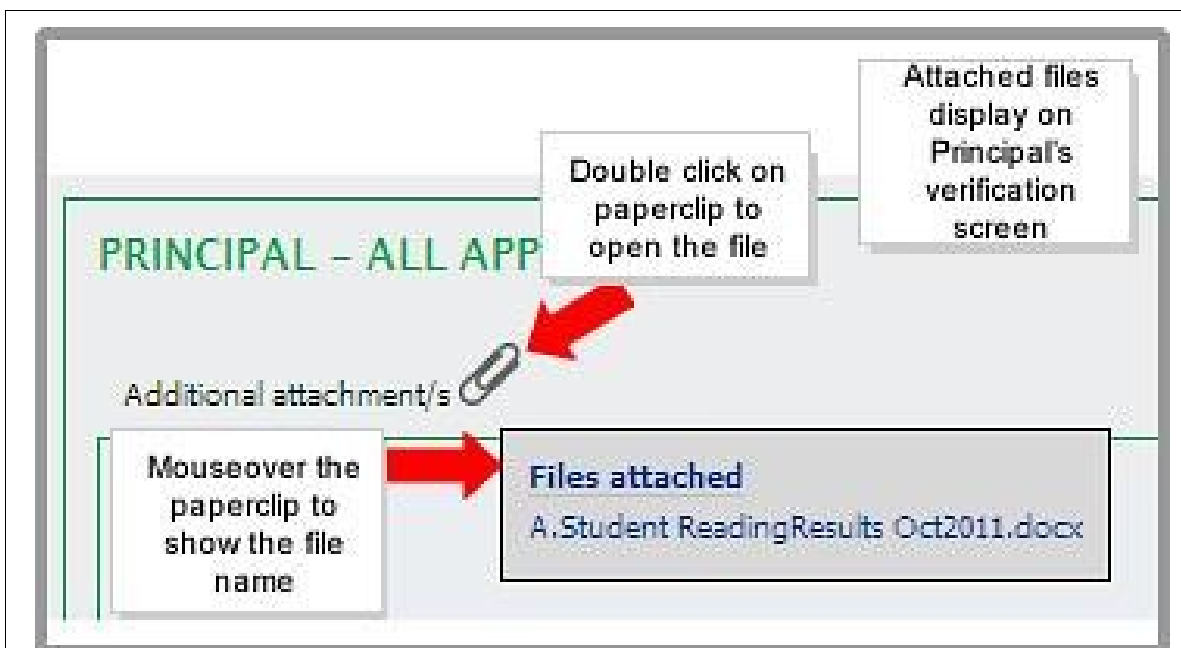 Attached files
display on
Principal's
verification
screen
Double click on
paperclip to
open the file
PRINCIPAL – ALL APP
Additional attachment/s
Mouseover the
paperclip to
show the file
name
Files attached
A.Student ReadingResults Oct2011.docx